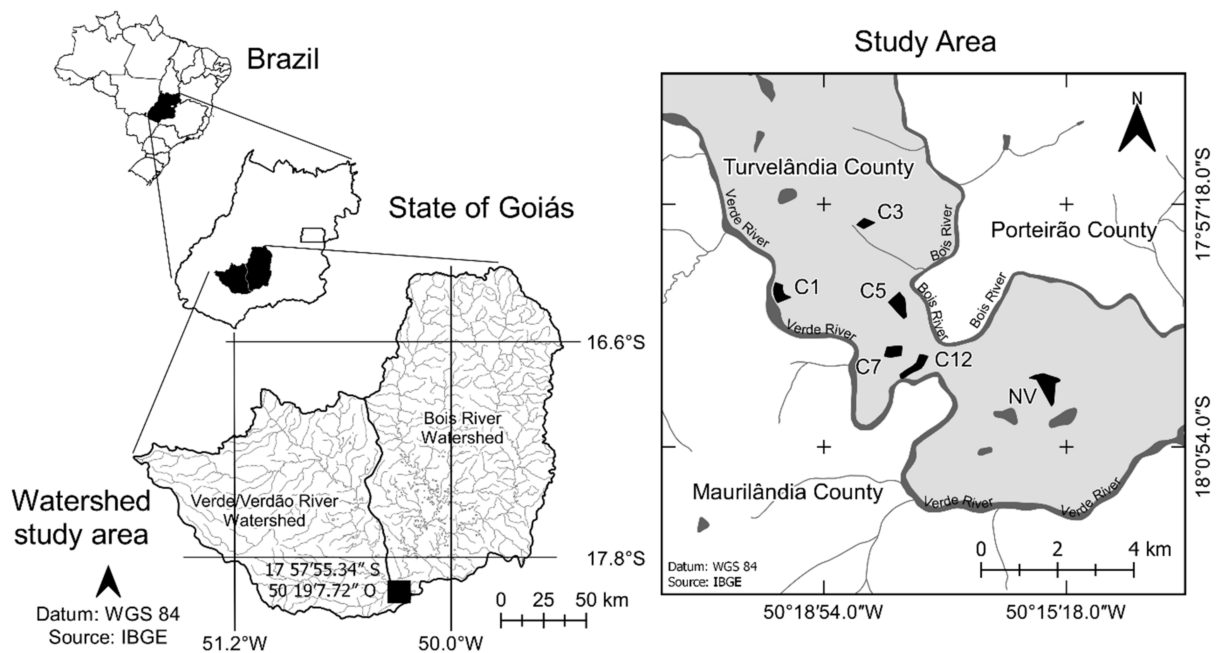 Brazil
State of Goiás
16.6°S
Bois River
Watershed
Verde/Verdão River
Watershed
Watershed
study area
17.8°S
17 57'55.34" S
50 19'7.72" O
Datum: WGS 84
Source: IBGE
0 25 50 km
51.2°W
50.0°W
Study Area
N
Turvelândia County
Verde River
C3
Bois River
Porteirão County
17°57'18.0"S
C1
C5
Bois River
Bois River
Verde River
C7
C12
NV
18°0'54.0"S
Maurilândia County
Verde River
Verde River
0 2 4 km
Datum: WGS 84
Source: IBGE
50°18'54.0"W
50°15'18.0"W